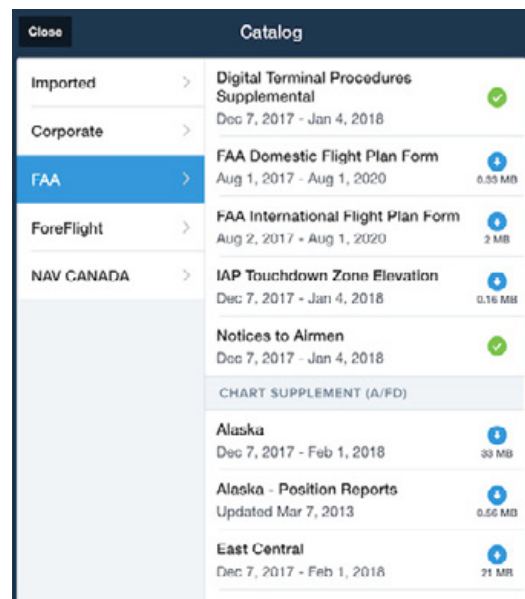 Close
Catalog
Imported
Corporate
FAA
ForeFlight
NAV CANADA
Digital Terminal Procedures
Supplemental
Dec 7, 2017 - Jan 4, 2018
FAA Domestic Flight Plan Form
Aug 1, 2017 - Aug 1, 2020
0.33 MB
FAA International Flight Plan Form
Aug 2, 2017 - Aug 1, 2020
2 MB
IAP Touchdown Zone Elevation
Dec 7, 2017 - Jan 4, 2018
0.16 MB
Notices to Airmen
Dec 7, 2017 - Jan 4, 2018
CHART SUPPLEMENT (A/FD)
Alaska
Dec 7, 2017 - Feb 1, 2018
33 MB
Alaska - Position Reports
Updated Mar 7, 2013
0.56 MB
East Central
Dec 7, 2017 - Feb 1, 2018
21 MB